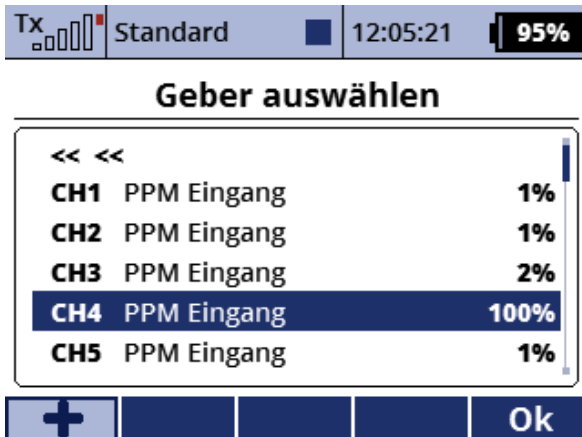 Tx Standard 12:05:21 95%
Geber auswählen
<< <<
CH1 PPM Eingang 1%
CH2 PPM Eingang 1%
CH3 PPM Eingang 2%
CH4 PPM Eingang 100%
CH5 PPM Eingang 1%
+ Ok